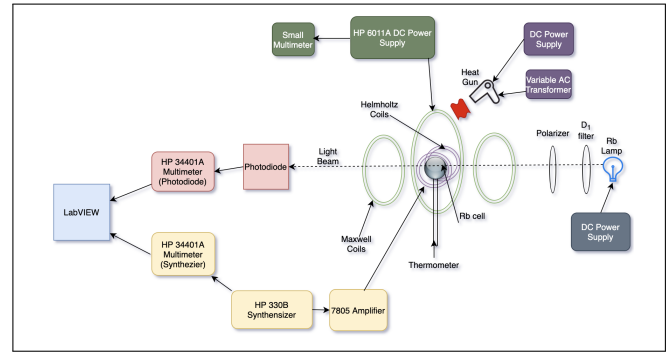 Small
Multimeter
HP 6011A DC Power
Supply
DC Power
Supply
Heat
Gun
Variable AC
Transformer
Helmholtz
Coils
D1
filter
Polarizer
Rb
Lamp
Light
Beam
HP 34401A
Multimeter
(Photodiode)
Photodiode
LabVIEW
Rb cell
Maxwell
Coils
DC Power
Supply
HP 34401A
Multimeter
(Synthezier)
Thermometer
HP 330B
Synthensizer
7805 Amplifier